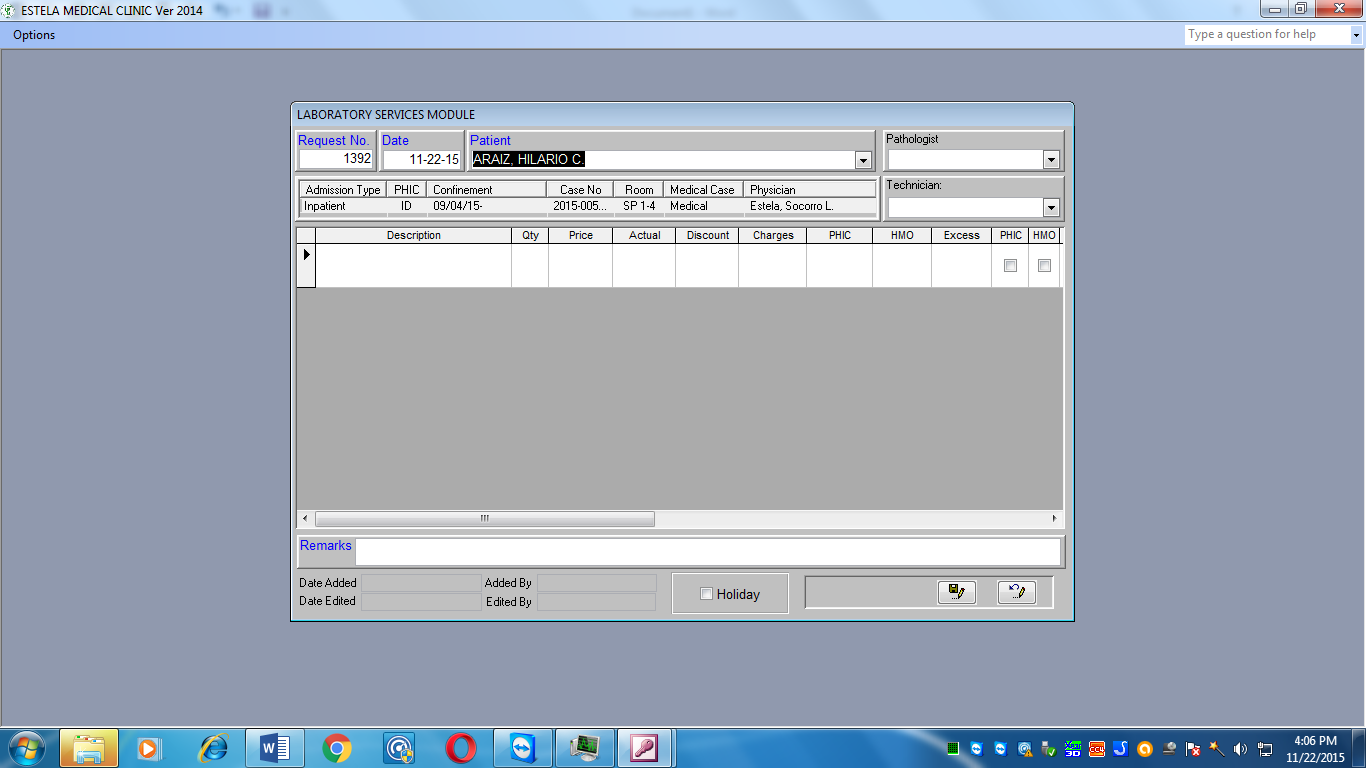 ESTELA MEDICAL CLINIC Ver 2014
Options
Type a question for help
LABORATORY SERVICES MODULE
Request No. Date Patient Pathologist
1392 11-22-15 ARAIZ, HILARIO C.
Admission Type PHIC Confinement Case No Room Medical Case Physician Technician:
Inpatient ID 09/04/15- 2015-005... SP 1-4 Medical Estela, Socorro L.
Description Qty Price Actual Discount Charges PHIC HMO Excess PHIC HMO
Remarks
Date Added Added By
Date Edited Edited By
Holiday
4:06 PM
11/22/2015